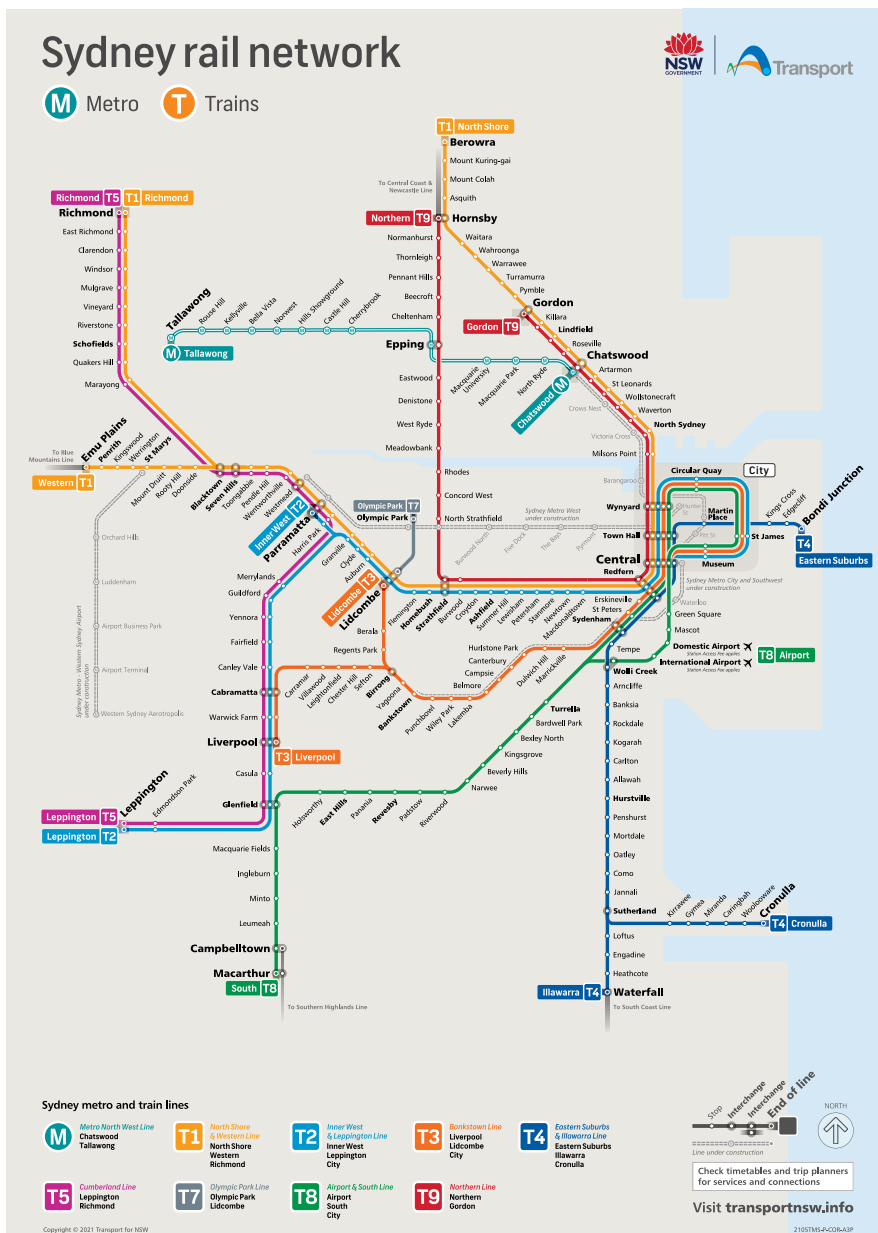 Sydney rail network
NSW
GOVERNMENT
Transport
M Metro
T Trains
T1 North Shore
Berowra
Mount Kuring-gai
Mount Colah
Asquith
To Central Coast &
Newcastle Line
Northern T9
Hornsby
Normanhurst
Thornleigh
Pennant Hills
Beecroft
Cheltenham
Epping
Eastwood
Denistone
West Ryde
Meadowbank
Rhodes
Concord West
North Strathfield
Waitara
Wahroonga
Warrawee
Turramurra
Pymble
Gordon
Gordon T9
Killara
Lindfield
Roseville
Chatswood
Artarmon
St Leonards
Wollstonecraft
Waverton
North Sydney
Milsons Point
Crows Nest
Victoria Cross
Barangaroo
Richmond T5
T1 Richmond
Richmond
East Richmond
Clarendon
Windsor
Mulgrave
Vineyard
Riverstone
Schofields
Quakers Hill
Marayong
Tallawong
M Tallawong
Rouse Hill
Kellyville
Bella Vista
Norwest
Hills Showground
Castle Hill
Cherrybrook
Macquarie
University
Macquarie Park
North Ryde
Chatswood M
To Blue
Mountains Line
Western T1
Emu Plains
Penrith
Kingswood
Werrington
St Marys
Mount Druitt
Rooty Hill
Doonside
Blacktown
Seven Hills
Toongabbie
Pendle Hill
Wentworthville
Westmead
Inner West T2
Parramatta
Harris Park
Granville
Clyde
Auburn
Lidcombe T3
Lidcombe
Olympic Park T7
Olympic Park
Orchard Hills
Luddenham
Airport Business Park
Airport Terminal
Western Sydney Aerotropolis
Sydney Metro - Western Sydney Airport
under construction
Sydney Metro West
under construction
Burwood North
Five Dock
The Bays
Pyrmont
Flemington
Homebush
Strathfield
Burwood
Croydon
Ashfield
Summer Hill
Lewisham
Petersham
Stanmore
Newtown
Macdonaldtown
Circular Quay
City
Wynyard
Hunter
St
Martin
Place
Town Hall
Pitt St
St James
Central
Museum
Redfern
Kings Cross
Edgecliff
Bondi Junction
T4
Eastern Suburbs
Sydney Metro City and Southwest
under construction
Waterloo
Erskineville
St Peters
Sydenham
Green Square
Mascot
Domestic Airport
Station Access Fee applies
International Airport
Station Access Fee applies
T8 Airport
Tempe
Wolli Creek
Arncliffe
Banksia
Rockdale
Kogarah
Carlton
Allawah
Hurstville
Penshurst
Mortdale
Oatley
Como
Jannali
Sutherland
Loftus
Engadine
Heathcote
Illawarra T4
Waterfall
To South Coast Line
Kirrawee
Gymea
Miranda
Caringbah
Woolooware
Cronulla
T4 Cronulla
Merrylands
Guildford
Yennora
Fairfield
Canley Vale
Cabramatta
Warwick Farm
Liverpool
T3 Liverpool
Casula
Glenfield
Carramar
Villawood
Leightonfield
Chester Hill
Sefton
Berala
Regents Park
Birrong
Yagoona
Bankstown
Punchbowl
Wiley Park
Lakemba
Belmore
Campsie
Canterbury
Hurlstone Park
Dulwich Hill
Marrickville
Turrella
Bardwell Park
Bexley North
Kingsgrove
Beverly Hills
Narwee
Riverwood
Padstow
Revesby
Panania
East Hills
Holsworthy
Leppington
Edmondson Park
Leppington T5
Leppington T2
Macquarie Fields
Ingleburn
Minto
Leumeah
Campbelltown
Macarthur
South T8
To Southern Highlands Line
Sydney metro and train lines
M
Metro North West Line
Chatswood
Tallawong
T1
North Shore
& Western Line
North Shore
Western
Richmond
T2
Inner West
& Leppington Line
Inner West
Leppington
City
T3
Bankstown Line
Liverpool
Lidcombe
City
T4
Eastern Suburbs
& Illawarra Line
Eastern Suburbs
Illawarra
Cronulla
T5
Cumberland Line
Leppington
Richmond
T7
Olympic Park Line
Olympic Park
Lidcombe
T8
Airport & South Line
Airport
South
City
T9
Northern Line
Northern
Gordon
Stop
Interchange
Interchange
End of line
Line under construction
NORTH
Check timetables and trip planners
for services and connections
Visit transportnsw.info
Copyright © 2021 Transport for NSW
2105TMS-P-COR-A3P